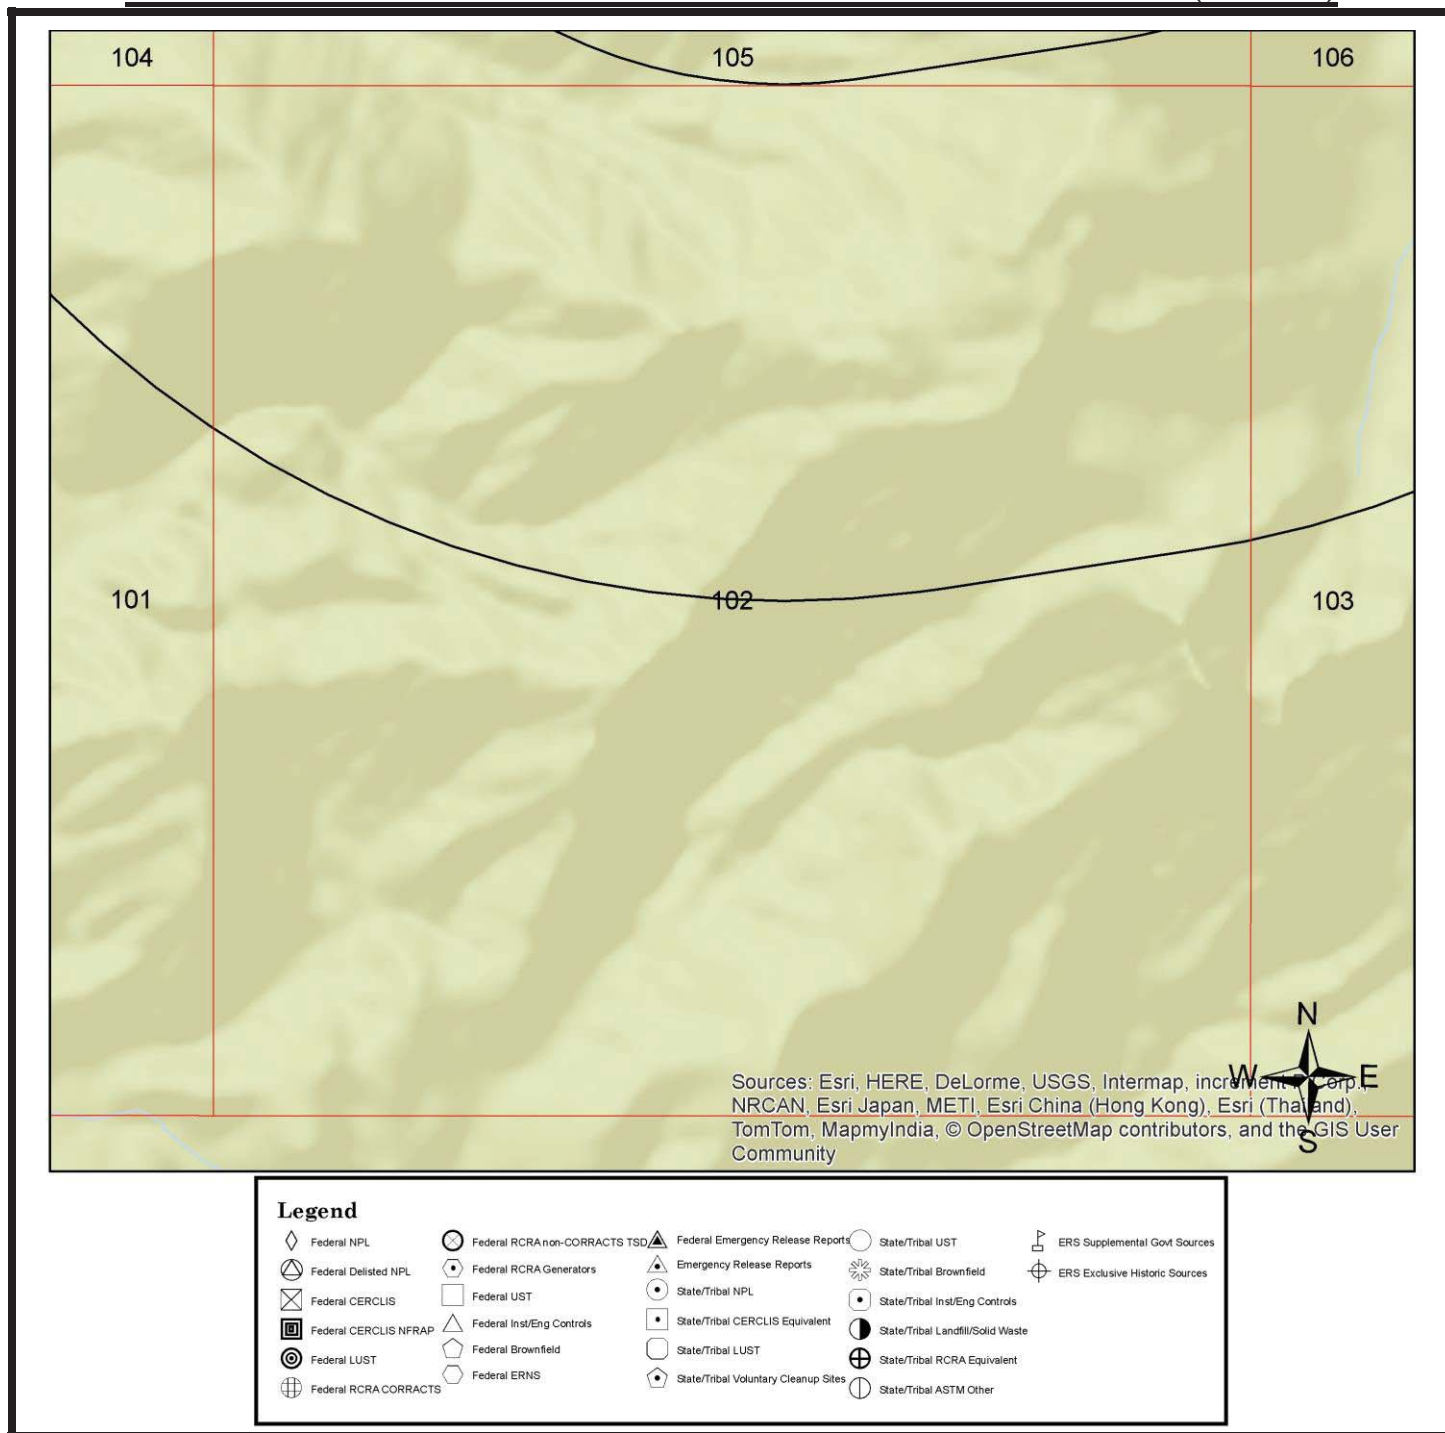 104 105 106
101 102 103
N
W E
S
Sources: Esri, HERE, DeLorme, USGS, Intermap, increment P Corp.,
NRCAN, Esri Japan, METI, Esri China (Hong Kong), Esri (Thailand),
TomTom, MapmyIndia, © OpenStreetMap contributors, and the GIS User
Community
Legend
Federal NPL
Federal Delisted NPL
Federal CERCLIS
Federal CERCLIS NFRAP
Federal LUST
Federal RCRA CORRACTS
Federal RCRA non-CORRACTS TSD
Federal RCRA Generators
Federal UST
Federal Inst/Eng Controls
Federal Brownfield
Federal ERNS
Federal Emergency Release Reports
Emergency Release Reports
State/Tribal NPL
State/Tribal CERCLIS Equivalent
State/Tribal LUST
State/Tribal Voluntary Cleanup Sites
State/Tribal UST
State/Tribal Brownfield
State/Tribal Inst/Eng Controls
State/Tribal Landfill/Solid Waste
State/Tribal RCRA Equivalent
State/Tribal ASTM Other
ERS Supplemental Govt Sources
ERS Exclusive Historic Sources